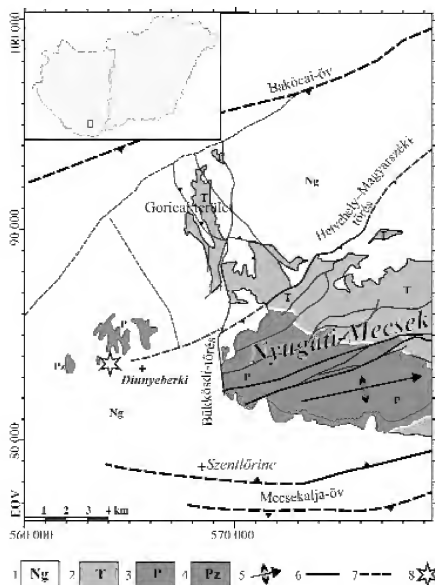 100 000
Bakócai-öv
Ng
T
Goricai terület
Hetvehely–Magyarszéki
törés
90 000
T
T
P
Nyugati-Mecsek
Pz
Dinnyeberki
Bükkösdi-törés
P
P
Ng
80 000
+Szentlőrinc
Mecsekalja-öv
EOV
1 2 3 4 km
560 000
570 000
1 Ng 2 T 3 P 4 Pz 5 6 7 8